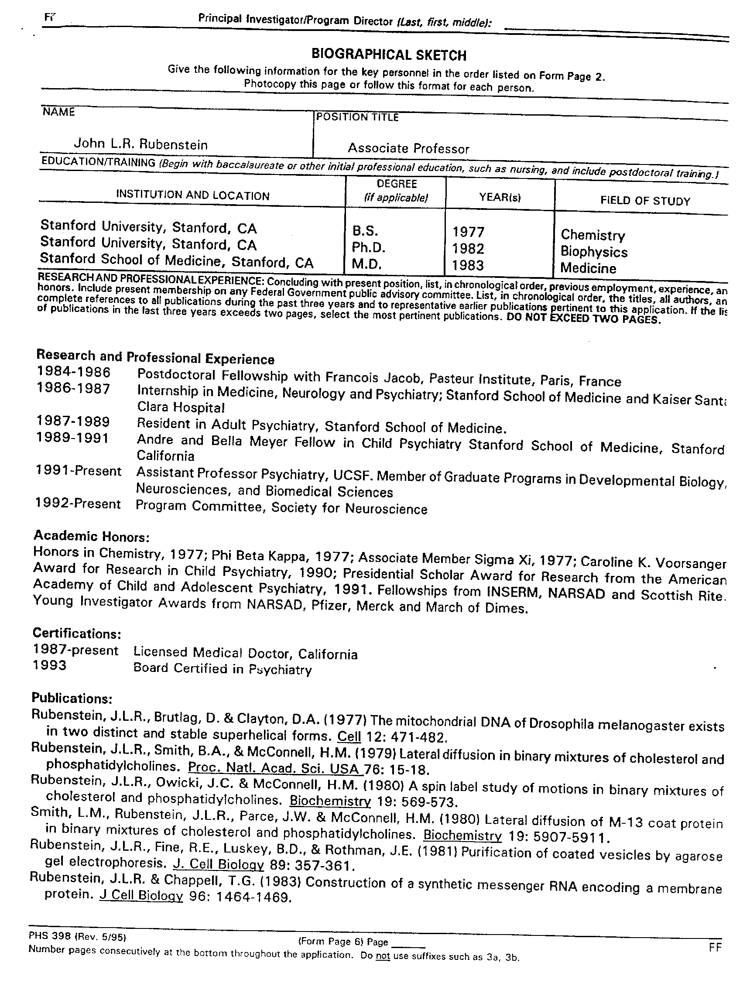 FF Principal Investigator/Program Director (Last, first, middle):
BIOGRAPHICAL SKETCH
Give the following information for the key personnel in the order listed on Form Page 2.
Photocopy this page or follow this format for each person.
NAME POSITION TITLE
John L.R. Rubenstein Associate Professor
EDUCATION/TRAINING (Begin with baccalaureate or other initial professional education, such as nursing, and include postdoctoral training.)
INSTITUTION AND LOCATION DEGREE (if applicable) YEAR(s) FIELD OF STUDY
Stanford University, Stanford, CA B.S. 1977 Chemistry
Stanford University, Stanford, CA Ph.D. 1982 Biophysics
Stanford School of Medicine, Stanford, CA M.D. 1983 Medicine
RESEARCH AND PROFESSIONAL EXPERIENCE: Concluding with present position, list, in chronological order, previous employment, experience, an
honors. Include present membership on any Federal Government public advisory committee. List, in chronological order, the titles, all authors, an
complete references to all publications during the past three years and to representative earlier publications pertinent to this application. If the lis
of publications in the last three years exceeds two pages, select the most pertinent publications. DO NOT EXCEED TWO PAGES.
Research and Professional Experience
1984-1986 Postdoctoral Fellowship with Francois Jacob, Pasteur Institute, Paris, France
1986-1987 Internship in Medicine, Neurology and Psychiatry; Stanford School of Medicine and Kaiser Santa
Clara Hospital
1987-1989 Resident in Adult Psychiatry, Stanford School of Medicine.
1989-1991 Andre and Bella Meyer Fellow in Child Psychiatry Stanford School of Medicine, Stanford
California
1991-Present Assistant Professor Psychiatry, UCSF. Member of Graduate Programs in Developmental Biology,
Neurosciences, and Biomedical Sciences
1992-Present Program Committee, Society for Neuroscience
Academic Honors:
Honors in Chemistry, 1977; Phi Beta Kappa, 1977; Associate Member Sigma Xi, 1977; Caroline K. Voorsanger
Award for Research in Child Psychiatry, 1990; Presidential Scholar Award for Research from the American
Academy of Child and Adolescent Psychiatry, 1991. Fellowships from INSERM, NARSAD and Scottish Rite.
Young Investigator Awards from NARSAD, Pfizer, Merck and March of Dimes.
Certifications:
1987-present Licensed Medical Doctor, California
1993 Board Certified in Psychiatry
Publications:
Rubenstein, J.L.R., Brutlag, D. & Clayton, D.A. (1977) The mitochondrial DNA of Drosophila melanogaster exists
in two distinct and stable superhelical forms. Cell 12: 471-482.
Rubenstein, J.L.R., Smith, B.A., & McConnell, H.M. (1979) Lateral diffusion in binary mixtures of cholesterol and
phosphatidylcholines. Proc. Natl. Acad. Sci. USA 76: 15-18.
Rubenstein, J.L.R., Owicki, J.C. & McConnell, H.M. (1980) A spin label study of motions in binary mixtures of
cholesterol and phosphatidylcholines. Biochemistry 19: 569-573.
Smith, L.M., Rubenstein, J.L.R., Parce, J.W. & McConnell, H.M. (1980) Lateral diffusion of M-13 coat protein
in binary mixtures of cholesterol and phosphatidylcholines. Biochemistry 19: 5907-5911.
Rubenstein, J.L.R., Fine, R.E., Luskey, B.D., & Rothman, J.E. (1981) Purification of coated vesicles by agarose
gel electrophoresis. J. Cell Biology 89: 357-361.
Rubenstein, J.L.R. & Chappell, T.G. (1983) Construction of a synthetic messenger RNA encoding a membrane
protein. J Cell Biology 96: 1464-1469.
PHS 398 (Rev. 5/95) (Form Page 6) Page FF
Number pages consecutively at the bottom throughout the application. Do not use suffixes such as 3a, 3b.